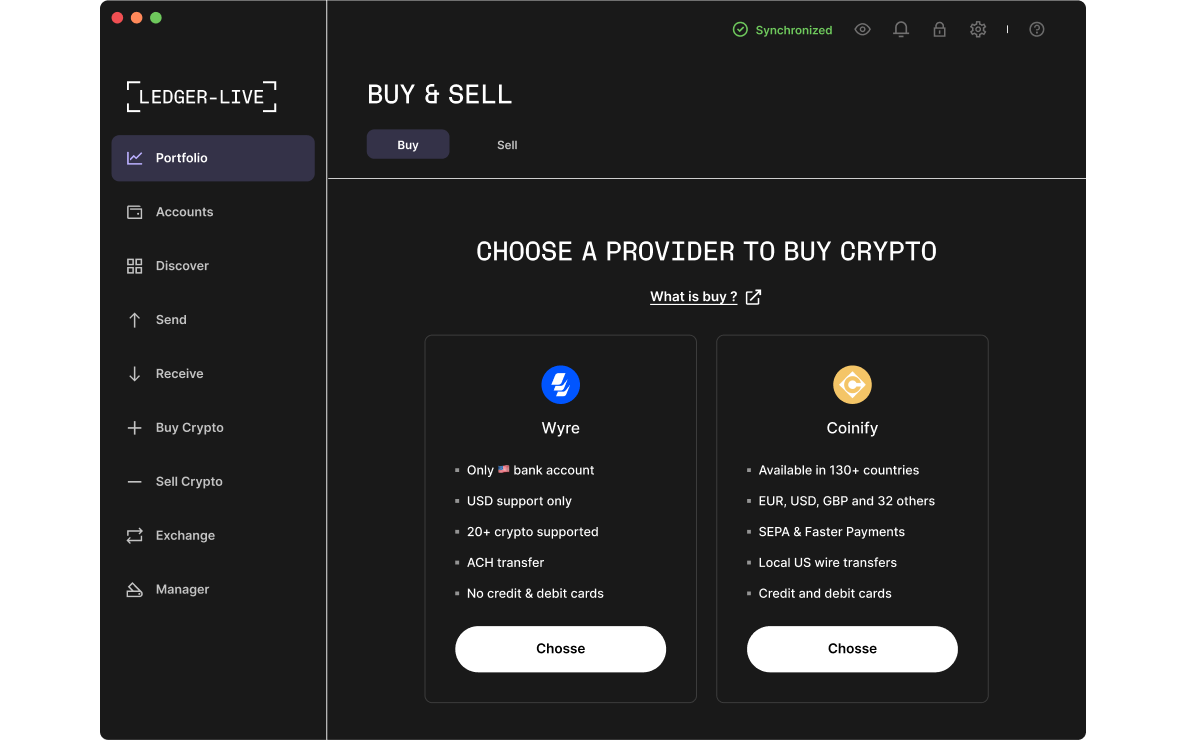 Synchronized
LEDGER-LIVE
BUY & SELL
Buy
Sell
Portfolio
Accounts
Discover
Send
Receive
Buy Crypto
Sell Crypto
Exchange
Manager
CHOOSE A PROVIDER TO BUY CRYPTO
What is buy ?
Wyre
Only 🇺🇸 bank account
USD support only
20+ crypto supported
ACH transfer
No credit & debit cards
Chosse
Coinify
Available in 130+ countries
EUR, USD, GBP and 32 others
SEPA & Faster Payments
Local US wire transfers
Credit and debit cards
Chosse